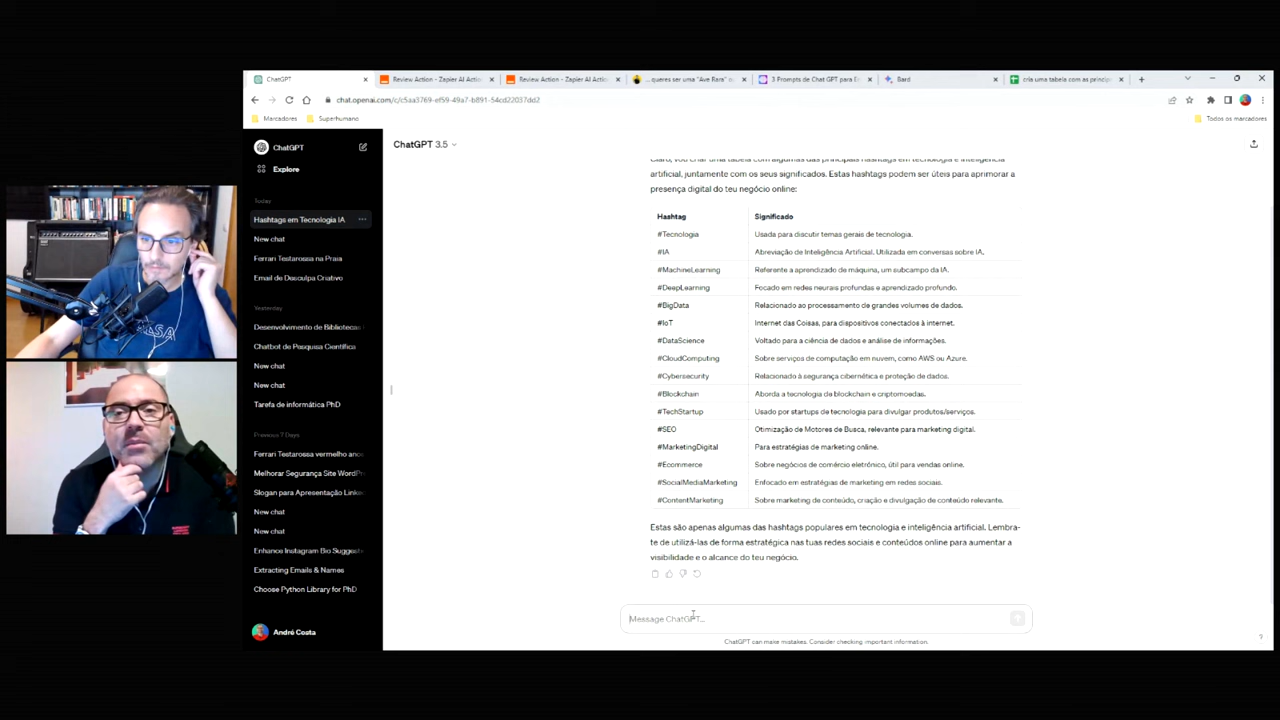 ChatGPT
Review Action - Zapier AI Action
Review Action - Zapier AI Action
...queres ser uma "Ave Rara" o
3 Prompts de Chat GPT para E
Bard
cria uma tabela com as princip
chat.openai.com/c/c5aa3769-ef59-49a7-b891-54cd22037dd2
Marcadores
Superhumano
Todos os marcadores
ChatGPT
Explore
Today
Hashtags em Tecnologia IA
New chat
Ferrari Testarossa na Praia
Email de Desculpa Criativo
Yesterday
Desenvolvimento de Bibliotecas
Chatbot de Pesquisa Científica
New chat
New chat
Tarefa de informática PhD
Previous 7 Days
Ferrari Testarossa vermelho ano
Melhorar Segurança Site WordPr
Slogan para Apresentação Linke
New chat
New chat
Enhance Instagram Bio Suggest
Extracting Emails & Names
Choose Python Library for PhD
André Costa
ChatGPT 3.5
Claro, vou criar uma tabela com algumas das principais hashtags em tecnologia e inteligência
artificial, juntamente com os seus significados. Estas hashtags podem ser úteis para aprimorar a
presença digital do teu negócio online:
Hashtag Significado
#Tecnologia Usada para discutir temas gerais de tecnologia.
#IA Abreviação de Inteligência Artificial. Utilizada em conversas sobre IA.
#MachineLearning Referente a aprendizado de máquina, um subcampo da IA.
#DeepLearning Focado em redes neurais profundas e aprendizado profundo.
#BigData Relacionado ao processamento de grandes volumes de dados.
#IoT Internet das Coisas, para dispositivos conectados à internet.
#DataScience Voltado para a ciência de dados e análise de informações.
#CloudComputing Sobre serviços de computação em nuvem, como AWS ou Azure.
#Cybersecurity Relacionado à segurança cibernética e proteção de dados.
#Blockchain Aborda a tecnologia de blockchain e criptomoedas.
#TechStartup Usado por startups de tecnologia para divulgar produtos/serviços.
#SEO Otimização de Motores de Busca, relevante para marketing digital.
#MarketingDigital Para estratégias de marketing online.
#Ecommerce Sobre negócios de comércio eletrônico, útil para vendas online.
#SocialMediaMarketing Enfocado em estratégias de marketing em redes sociais.
#ContentMarketing Sobre marketing de conteúdo, criação e divulgação de conteúdo relevante.
Estas são apenas algumas das hashtags populares em tecnologia e inteligência artificial. Lembra-
te de utilizá-las de forma estratégica nas tuas redes sociais e conteúdos online para aumentar a
visibilidade e o alcance do teu negócio.
Message ChatGPT...
ChatGPT can make mistakes. Consider checking important information.
?